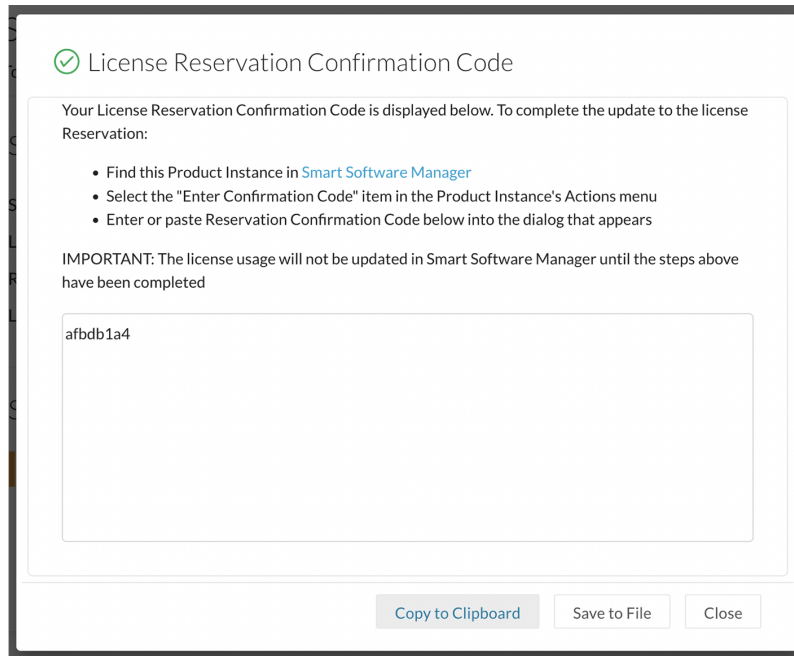 License Reservation Confirmation Code
Your License Reservation Confirmation Code is displayed below. To complete the update to the license
Reservation:
• Find this Product Instance in Smart Software Manager
• Select the "Enter Confirmation Code" item in the Product Instance's Actions menu
• Enter or paste Reservation Confirmation Code below into the dialog that appears
IMPORTANT: The license usage will not be updated in Smart Software Manager until the steps above
have been completed
afbdb1a4
Copy to Clipboard Save to File Close